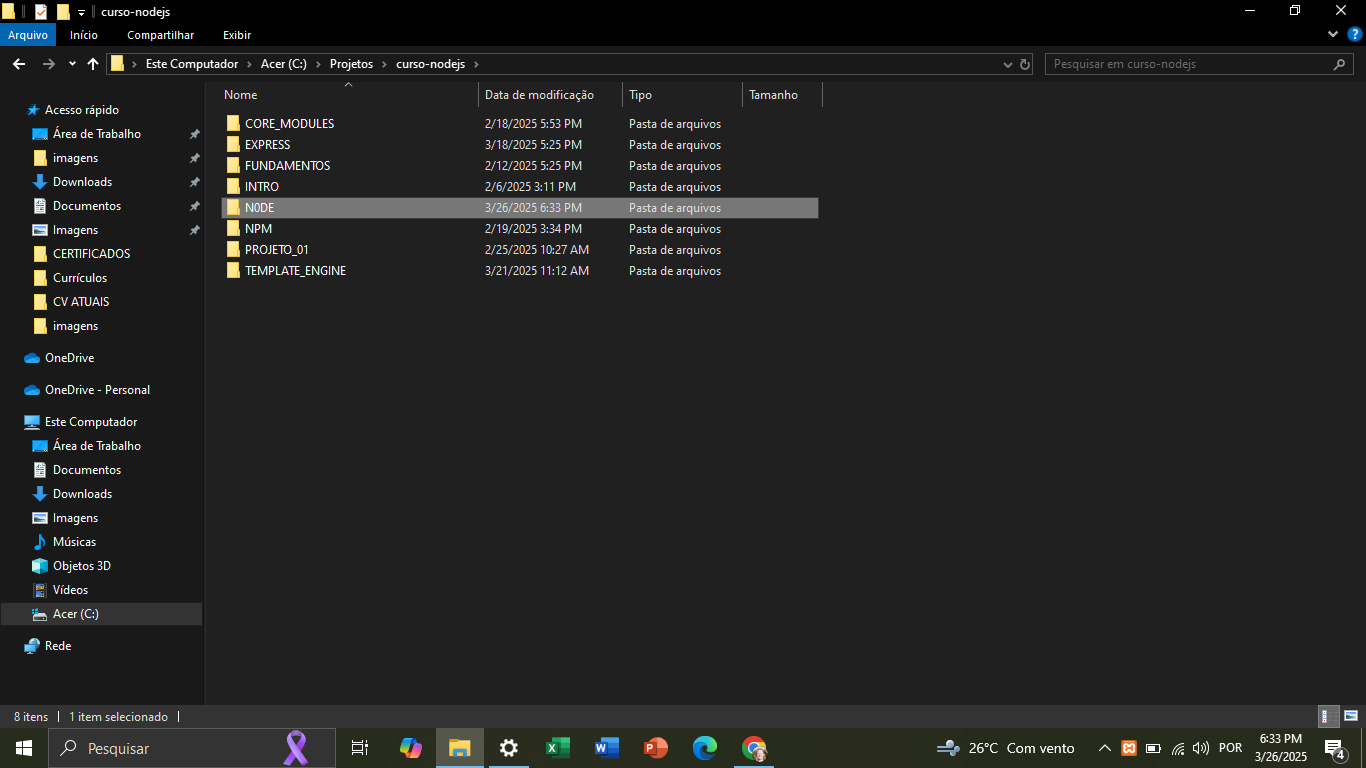 curso-nodejs
Arquivo Início Compartilhar Exibir
Este Computador Acer (C:) Projetos curso-nodejs
Pesquisar em curso-nodejs
Acesso rápido
Área de Trabalho
imagens
Downloads
Documentos
Imagens
CERTIFICADOS
Currículos
CV ATUAIS
imagens
OneDrive
OneDrive - Personal
Este Computador
Área de Trabalho
Documentos
Downloads
Imagens
Músicas
Objetos 3D
Vídeos
Acer (C:)
Rede
Nome Data de modificação Tipo Tamanho
CORE_MODULES 2/18/2025 5:53 PM Pasta de arquivos
EXPRESS 3/18/2025 5:25 PM Pasta de arquivos
FUNDAMENTOS 2/12/2025 5:25 PM Pasta de arquivos
INTRO 2/6/2025 3:11 PM Pasta de arquivos
N0DE 3/26/2025 6:33 PM Pasta de arquivos
NPM 2/19/2025 3:34 PM Pasta de arquivos
PROJETO_01 2/25/2025 10:27 AM Pasta de arquivos
TEMPLATE_ENGINE 3/21/2025 11:12 AM Pasta de arquivos
8 itens 1 item selecionado
Pesquisar
26°C Com vento
POR
6:33 PM
3/26/2025
4